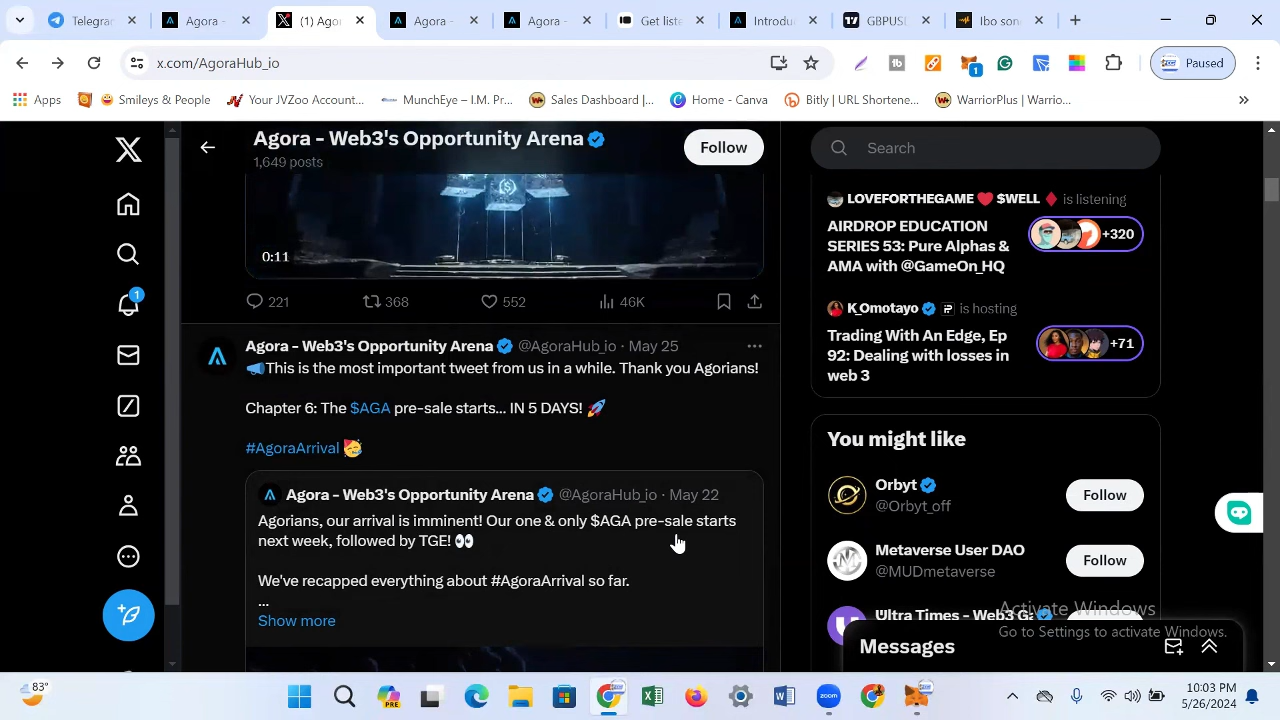 Telegr
Agora -
(1) Ago
Agora -
Agora -
Get liste
Introdu
GBPUS
Ibo son
x.com/AgoraHub_io
1
Paused
Apps
Smileys & People
Your JVZoo Account...
MunchEye – I.M. Pr...
Sales Dashboard |...
Home - Canva
Bitly | URL Shortene...
WarriorPlus | Warrio...
Agora - Web3's Opportunity Arena
1,649 posts
Follow
0:11
221
368
552
46K
Agora - Web3's Opportunity Arena @AgoraHub_io · May 25
📢This is the most important tweet from us in a while. Thank you Agorians!
Chapter 6: The $AGA pre-sale starts... IN 5 DAYS! 🚀
#AgoraArrival 🥳
Agora - Web3's Opportunity Arena @AgoraHub_io · May 22
Agorians, our arrival is imminent! Our one & only $AGA pre-sale starts
next week, followed by TGE! 👀
We've recapped everything about #AgoraArrival so far.
...
Show more
1
Search
LOVEFORTHEGAME ❤️ $WELL ♦️ is listening
AIRDROP EDUCATION
SERIES 53: Pure Alphas &
AMA with @GameOn_HQ
+320
K_Omotayo is hosting
Trading With An Edge, Ep
92: Dealing with losses in
web 3
+71
You might like
Orbyt
@Orbyt_off
Follow
Metaverse User DAO
@MUDmetaverse
Follow
Ultra Times - Web3 Ga
Activate Windows
Go to Settings to activate Windows.
Messages
83°
10:03 PM
5/26/2024